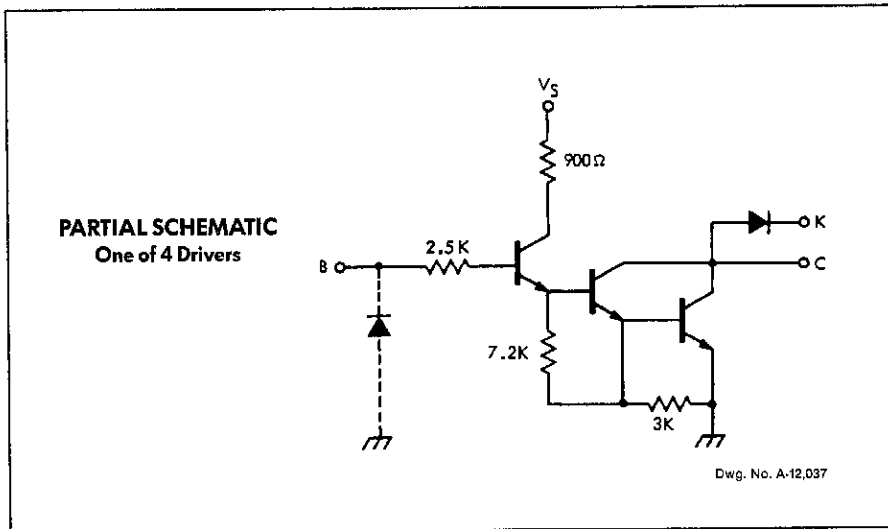 V_S
900Ω
PARTIAL SCHEMATIC
One of 4 Drivers
2.5K
B
K
C
7.2K
3K
Dwg. No. A-12,037